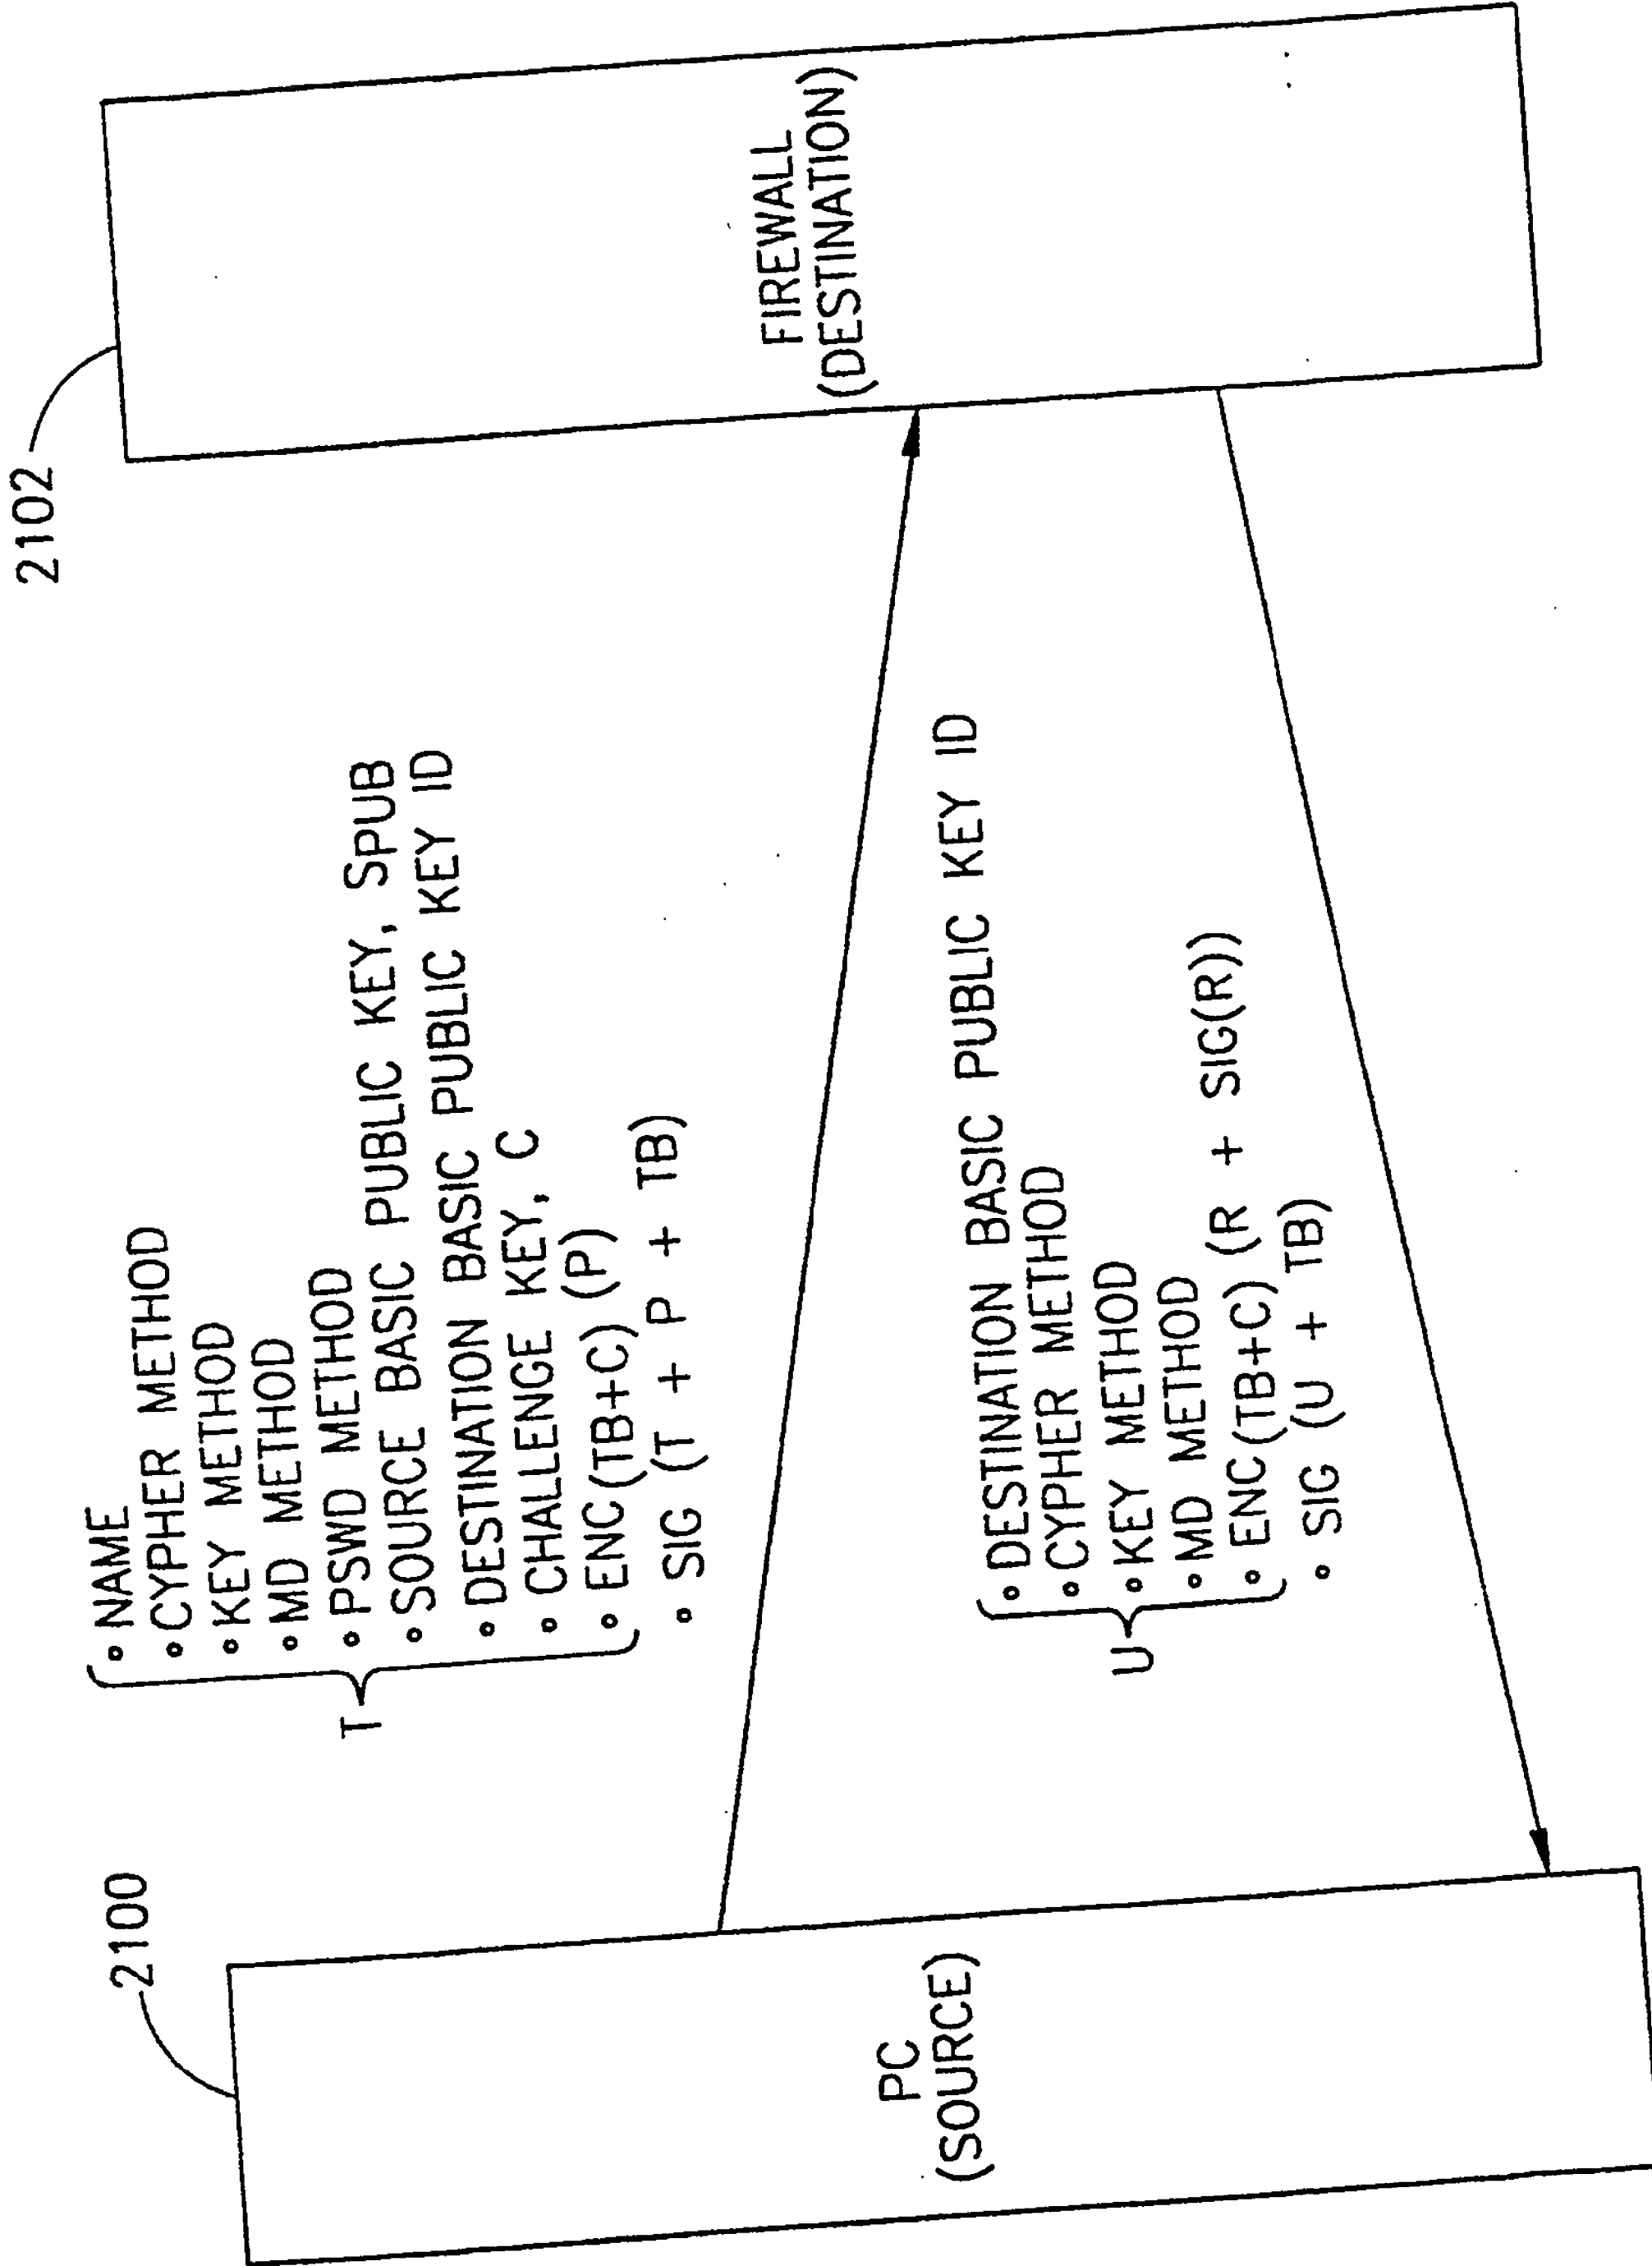 2100
2102
PC
(SOURCE)
FIREWALL
(DESTINATION)
T
• NAME
• CYPHER METHOD
• KEY METHOD
• MD METHOD
• PSWD METHOD
• SOURCE BASIC PUBLIC KEY, SPUB
• DESTINATION BASIC PUBLIC KEY ID
• CHALLENGE KEY, C
• ENC(TB+C) (P)
• SIG (T + P + TB)
U
• DESTINATION BASIC PUBLIC KEY ID
• CYPHER METHOD
• KEY METHOD
• MD METHOD
• ENC(TB+C) (R + SIG(R))
• SIG (U + TB)